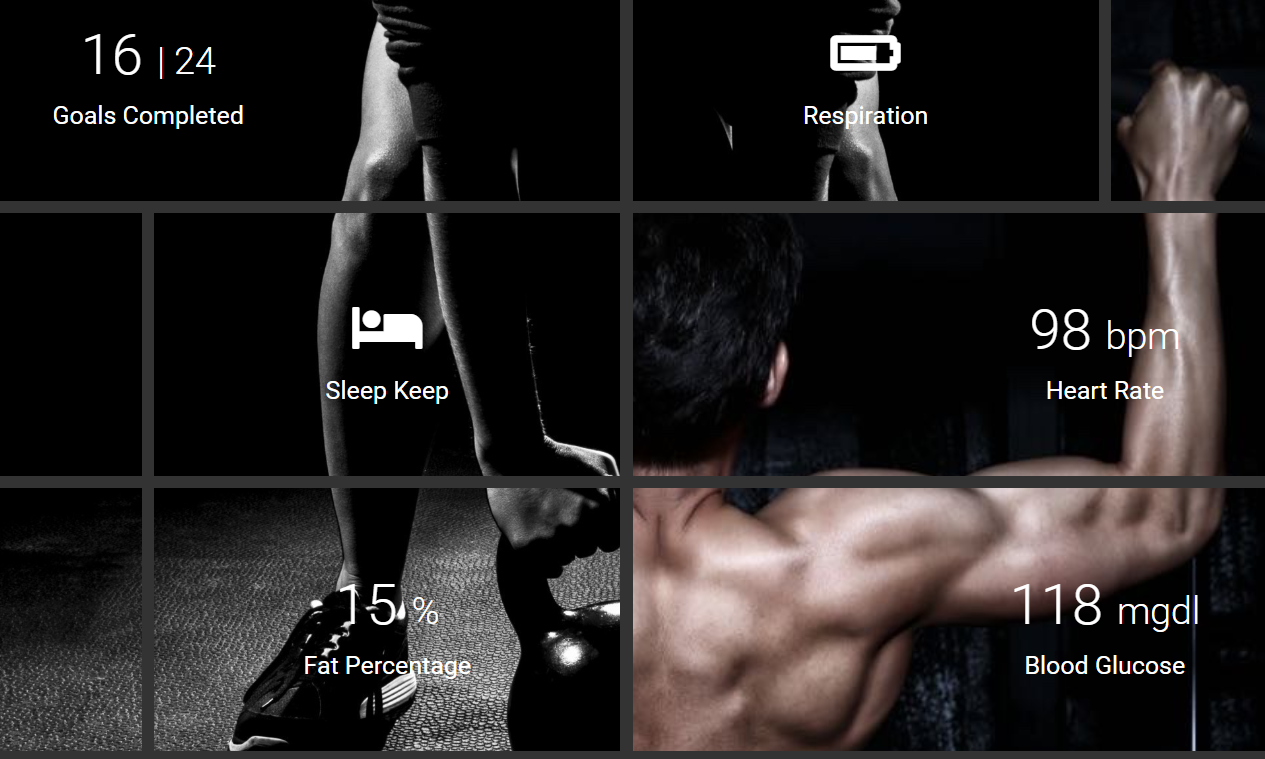 16 | 24
Goals Completed
Respiration
Sleep Keep
98 bpm
Heart Rate
15 %
Fat Percentage
118 mgdl
Blood Glucose